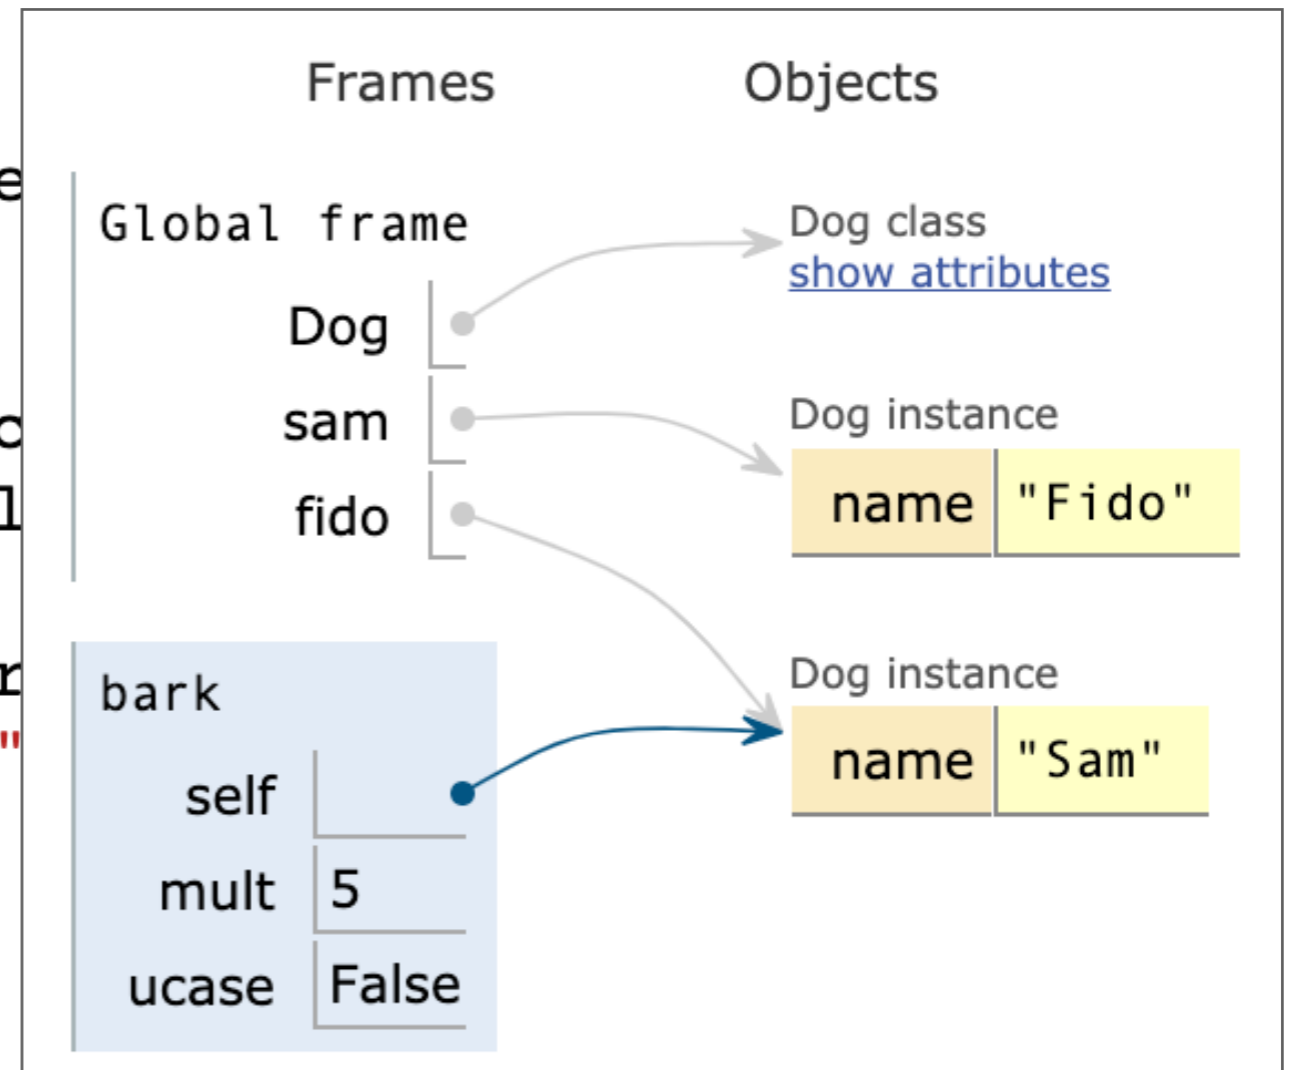 Frames Objects
Global frame
Dog class
show attributes
Dog
sam
fido
Dog instance
name "Fido"
bark
self
mult 5
ucase False
Dog instance
name "Sam"
e
c
l
r
"